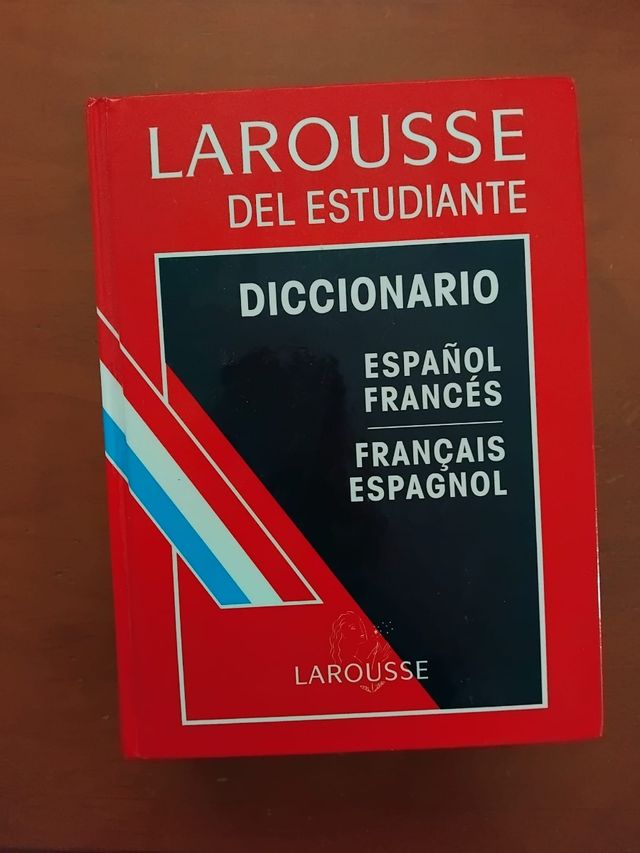 LAROUSSE
DEL ESTUDIANTE
DICCIONARIO
ESPAÑOL
FRANCÉS
FRANÇAIS
ESPAGNOL
LAROUSSE